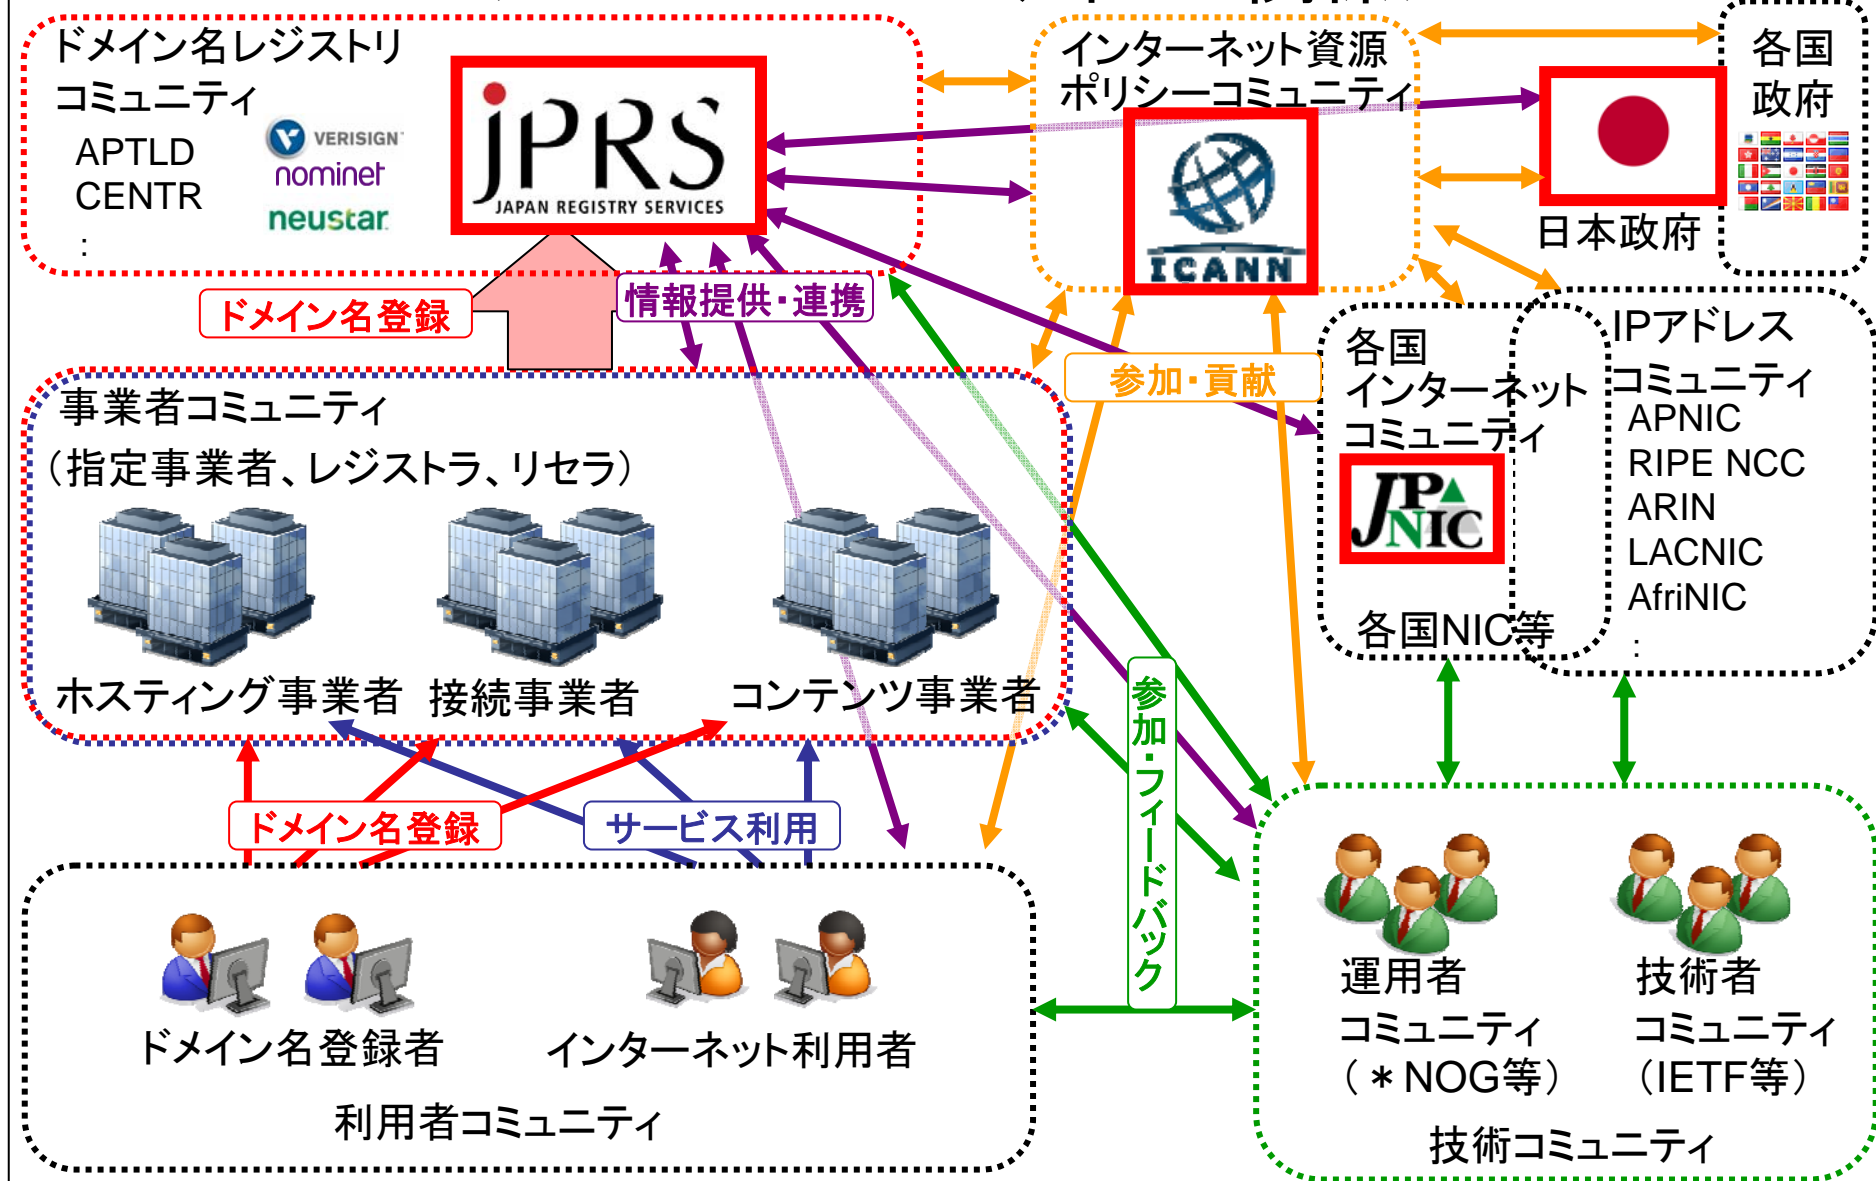 ドメイン名レジストリ
コミュニティ
APTLD
CENTR
:
VERISIGN
nominet
neustar.
JPRS
JAPAN REGISTRY SERVICES
インターネット資源
ポリシーコミュニティ
ICANN
日本政府
各国
政府
ドメイン名登録
情報提供・連携
参加・貢献
各国
インターネット
コミュニティ
JPNIC
各国NIC等
IPアドレス
コミュニティ
APNIC
RIPE NCC
ARIN
LACNIC
AfriNIC
:
事業者コミュニティ
（指定事業者、レジストラ、リセラ）
ホスティング事業者
接続事業者
コンテンツ事業者
ドメイン名登録
サービス利用
参加・フィードバック
ドメイン名登録者
インターネット利用者
利用者コミュニティ
運用者
コミュニティ
（＊NOG等）
技術者
コミュニティ
（IETF等）
技術コミュニティ